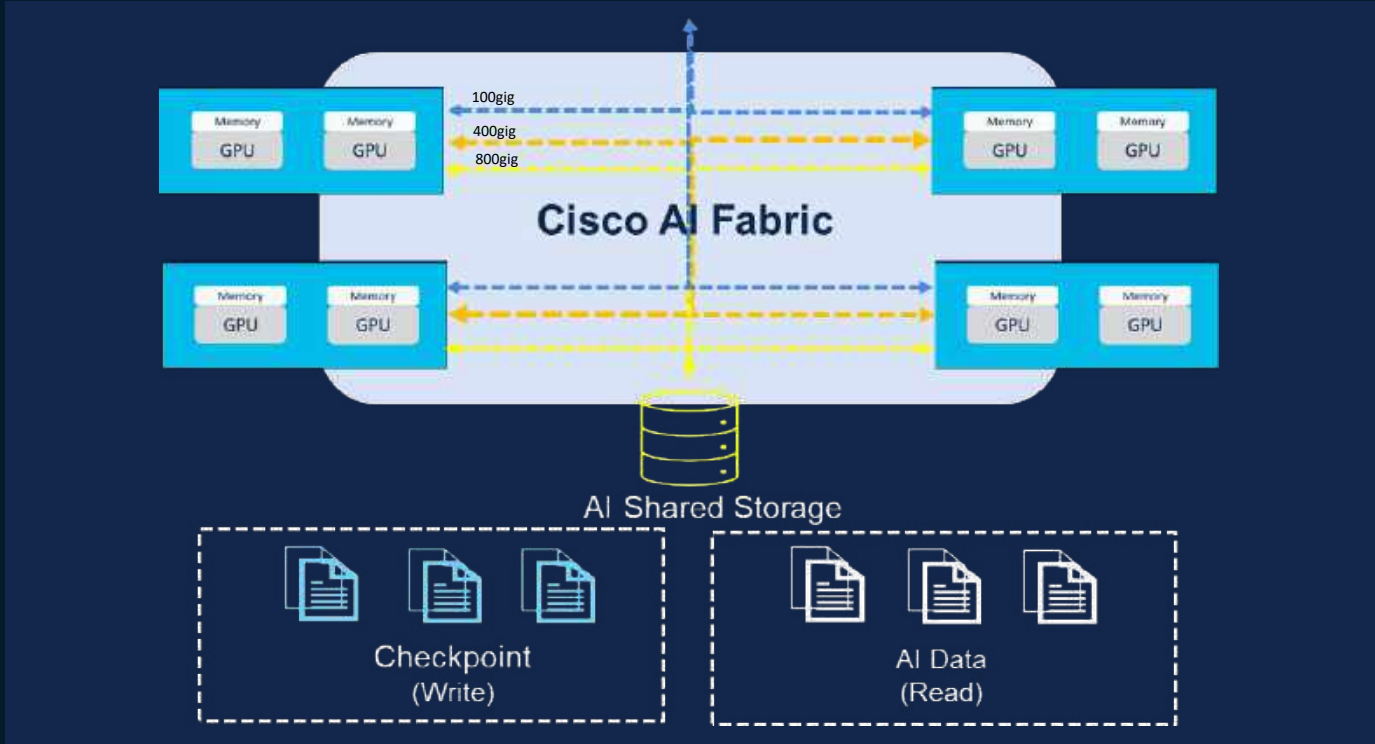 100gig
Memory
Memory
Memory
Memory
GPU
GPU
400gig
GPU
GPU
800gig
Cisco AI Fabric
Memory
Memory
Memory
Memory
GPU
GPU
GPU
GPU
AI Shared Storage
Checkpoint
(Write)
AI Data
(Read)